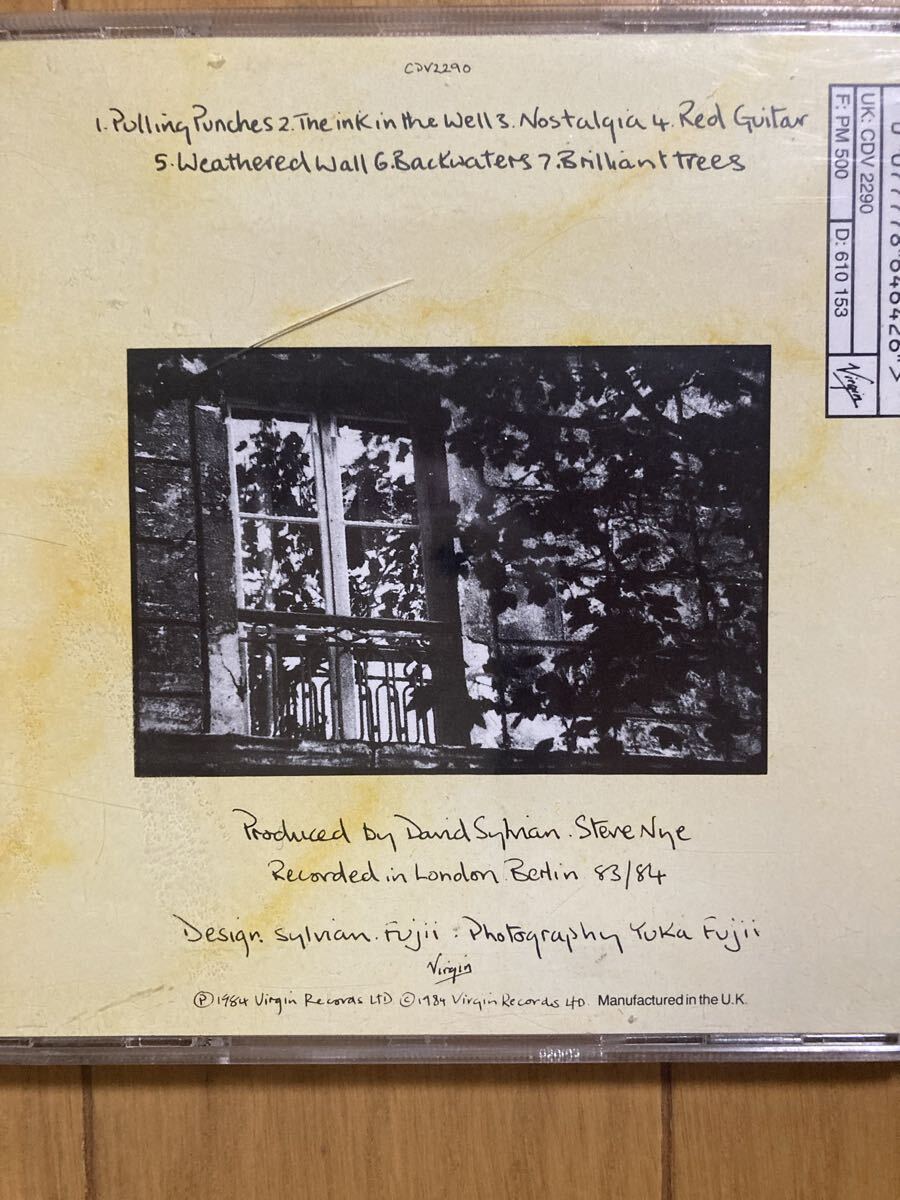 CDV2290
1. Pulling Punches 2. The ink in the Well 3. Nostalgia 4. Red Guitar
5. Weathered Wall 6. Backwaters 7. Brilliant trees
UK: CDV 2290
F: PM 500
D: 610 153
Virgin
Produced by David Sylvian . Steve Nye
Recorded in London Berlin 83/84
Design. Sylvian. Fujii . Photography Yuka Fujii
Virgin
Ⓟ1984 Virgin Records LTD ©1984 Virgin Records LTD. Manufactured in the U.K.